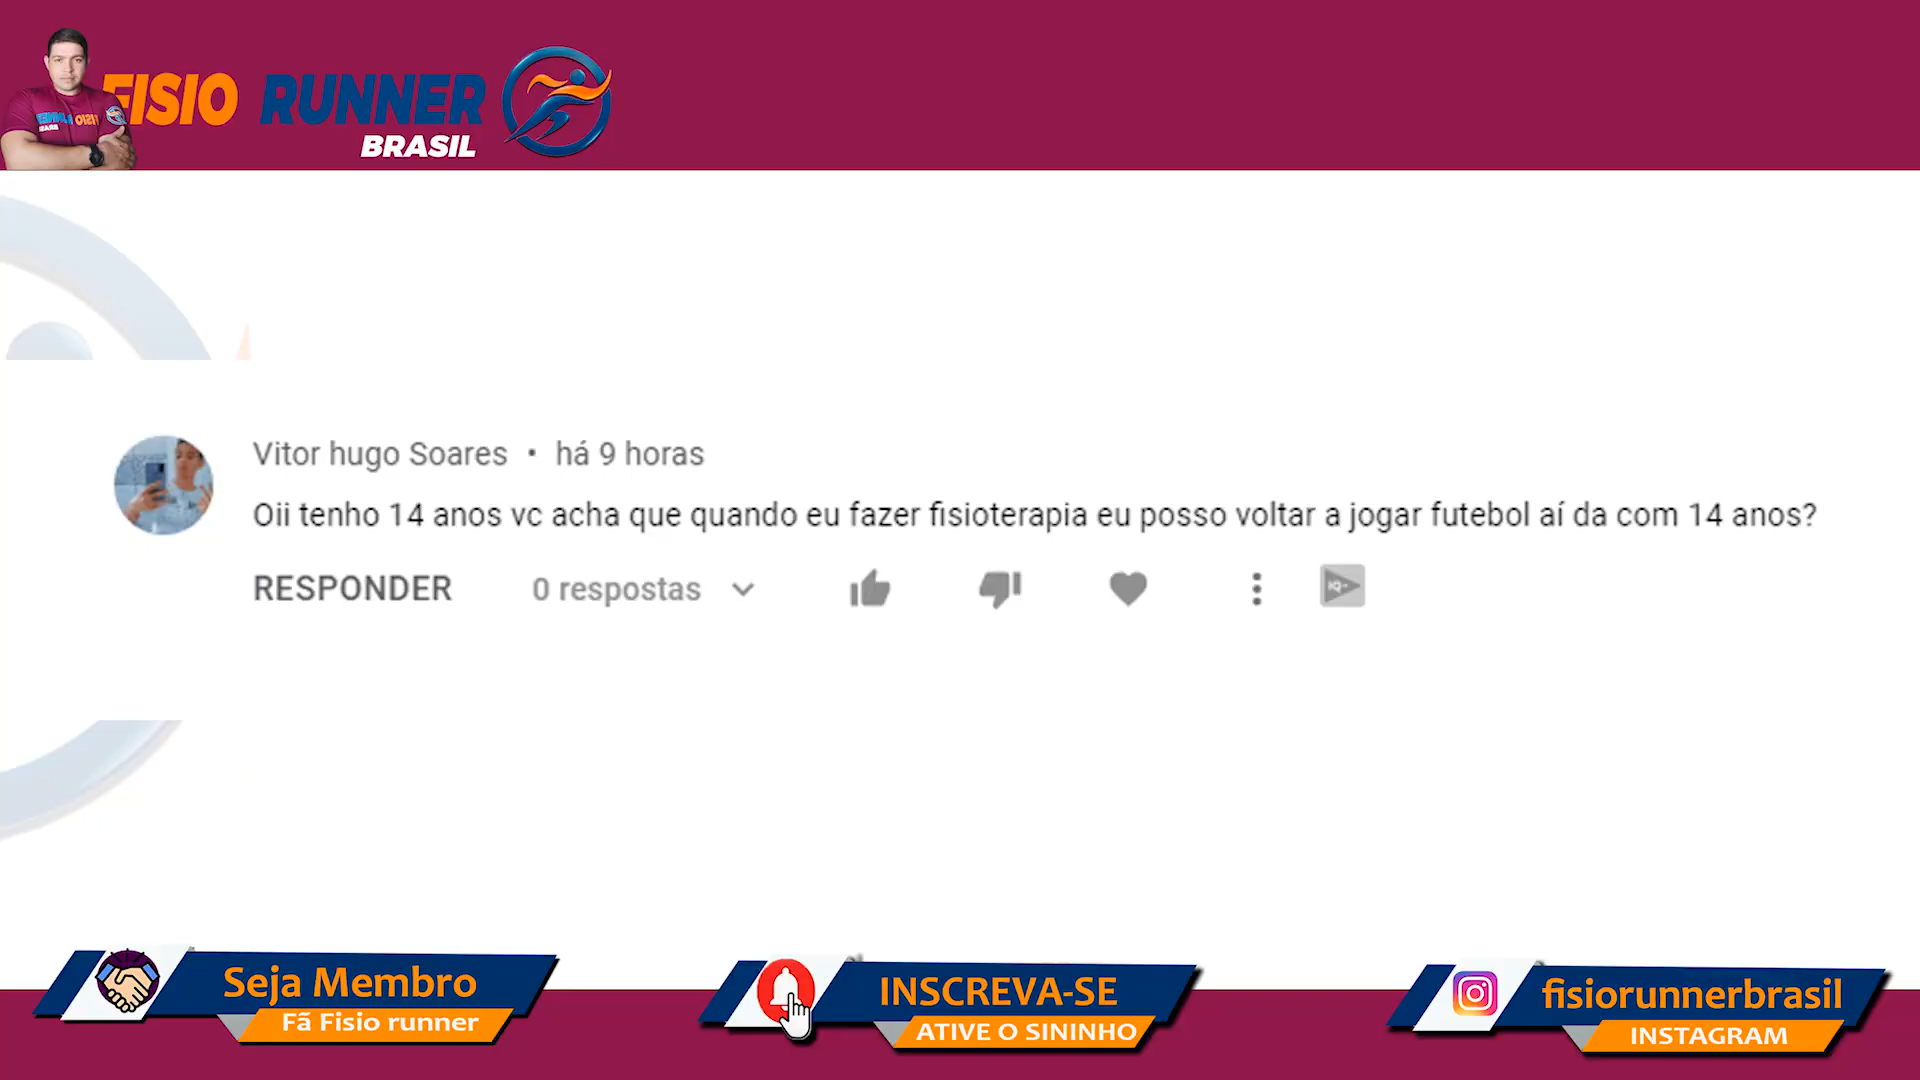 FISIO RUNNER
BRASIL
Vitor hugo Soares • há 9 horas
Oii tenho 14 anos vc acha que quando eu fazer fisioterapia eu posso voltar a jogar futebol aí da com 14 anos?
RESPONDER 0 respostas
Seja Membro
Fã Fisio runner
INSCREVA-SE
ATIVE O SININHO
fisiorunnerbrasil
INSTAGRAM